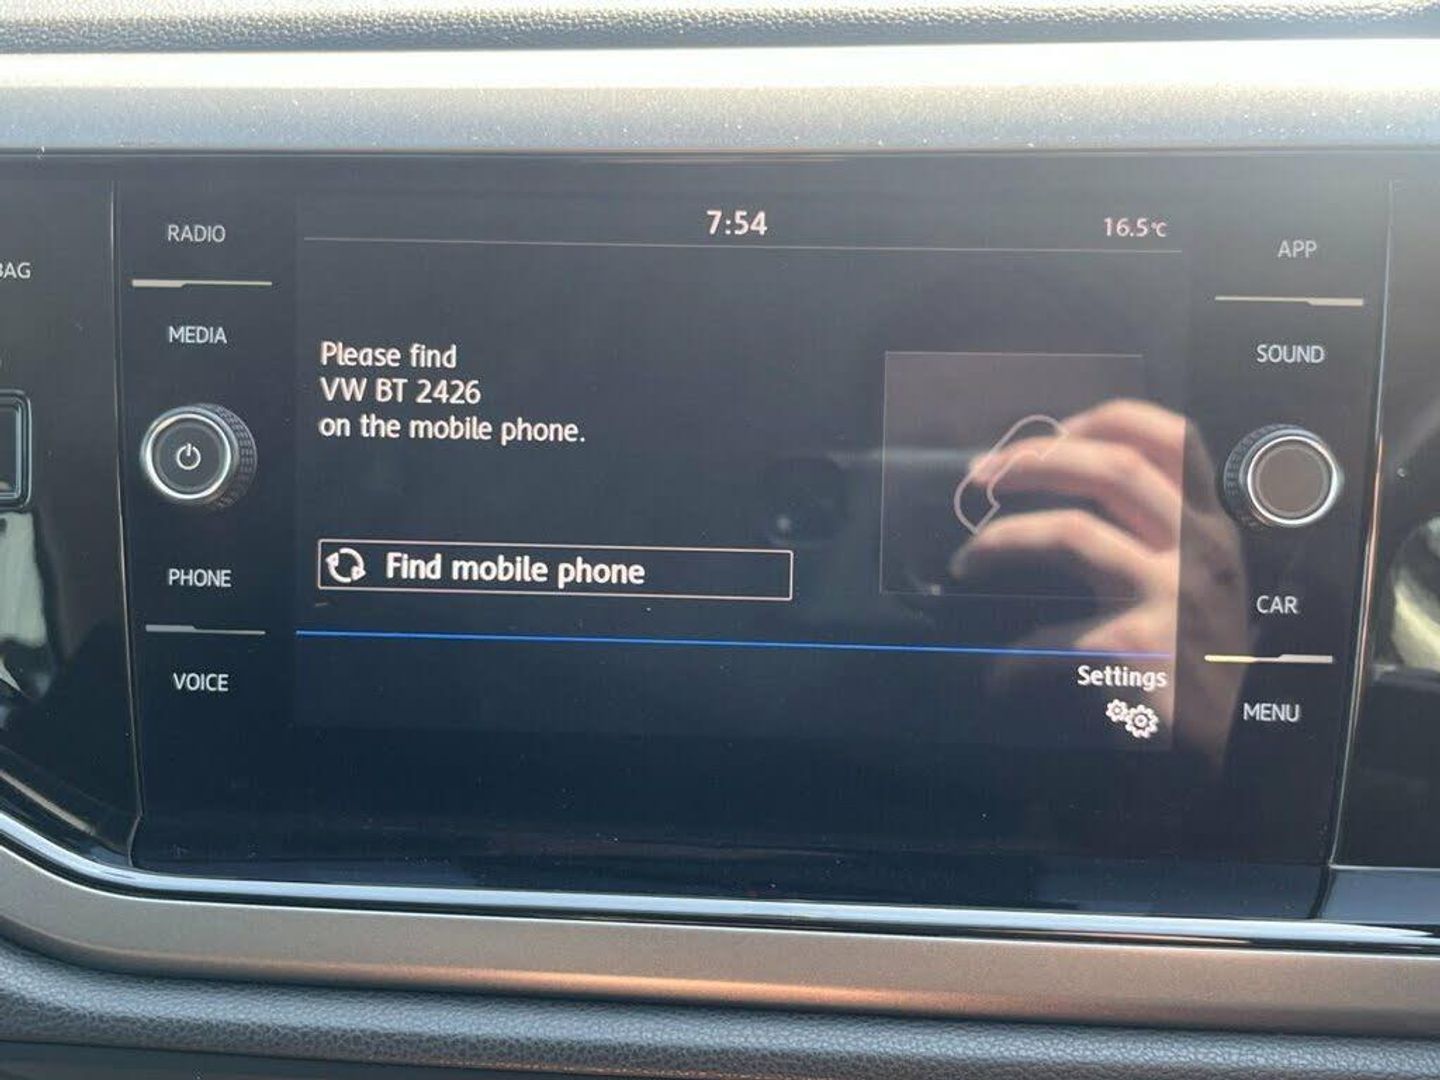 7:54
16.5°C
RADIO
MEDIA
PHONE
VOICE
Please find
VW BT 2426
on the mobile phone.
Find mobile phone
Settings
APP
SOUND
CAR
MENU